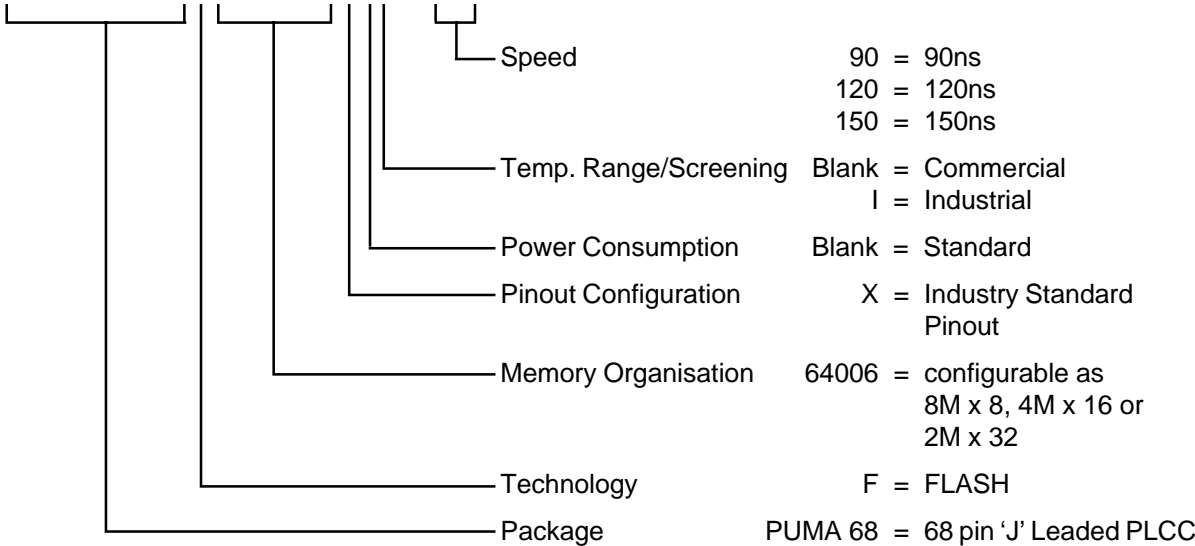 Speed 90 = 90ns
120 = 120ns
150 = 150ns
Temp. Range/Screening Blank = Commercial
I = Industrial
Power Consumption Blank = Standard
Pinout Configuration X = Industry Standard
Pinout
Memory Organisation 64006 = configurable as
8M x 8, 4M x 16 or
2M x 32
Technology F = FLASH
Package PUMA 68 = 68 pin ‘J’ Leaded PLCC